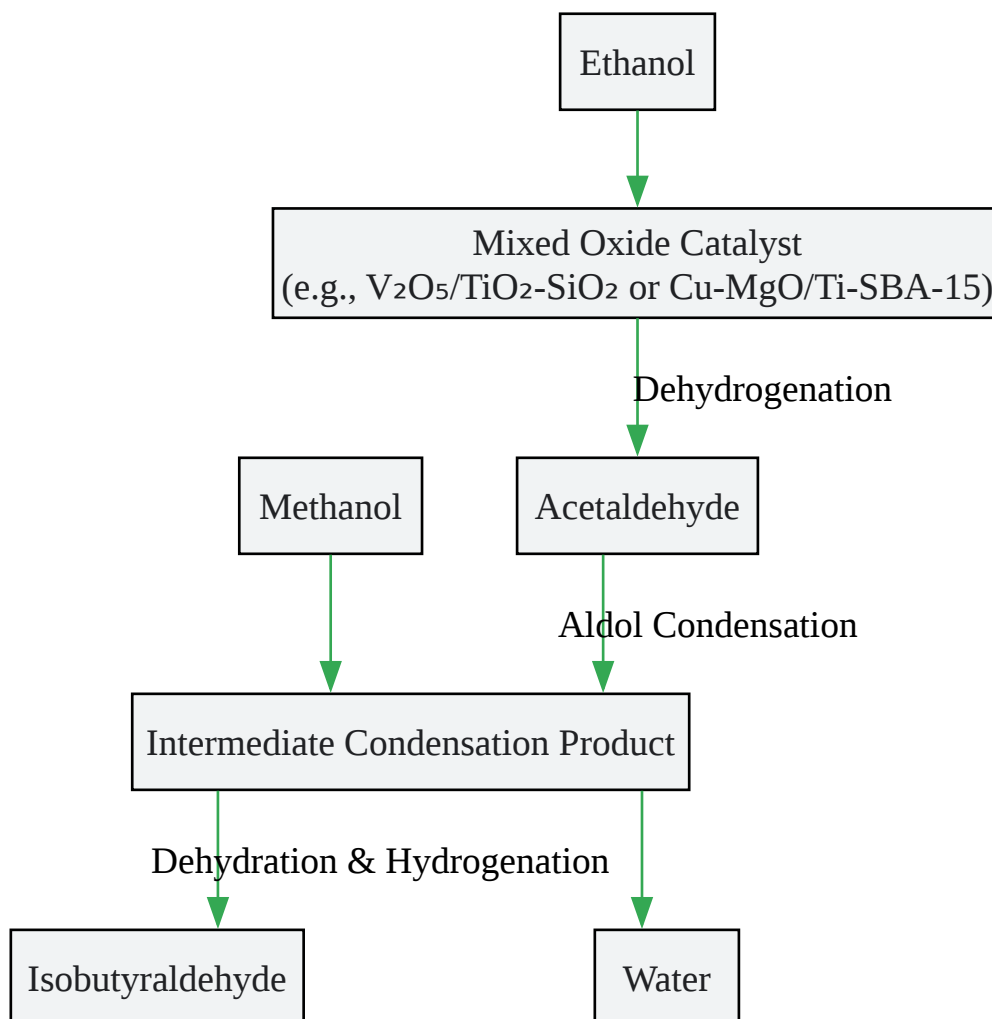 Ethanol
Mixed Oxide Catalyst
(e.g., V₂O₅/TiO₂-SiO₂ or Cu-MgO/Ti-SBA-15)
Dehydrogenation
Methanol
Acetaldehyde
Aldol Condensation
Intermediate Condensation Product
Dehydration & Hydrogenation
Isobutyraldehyde
Water